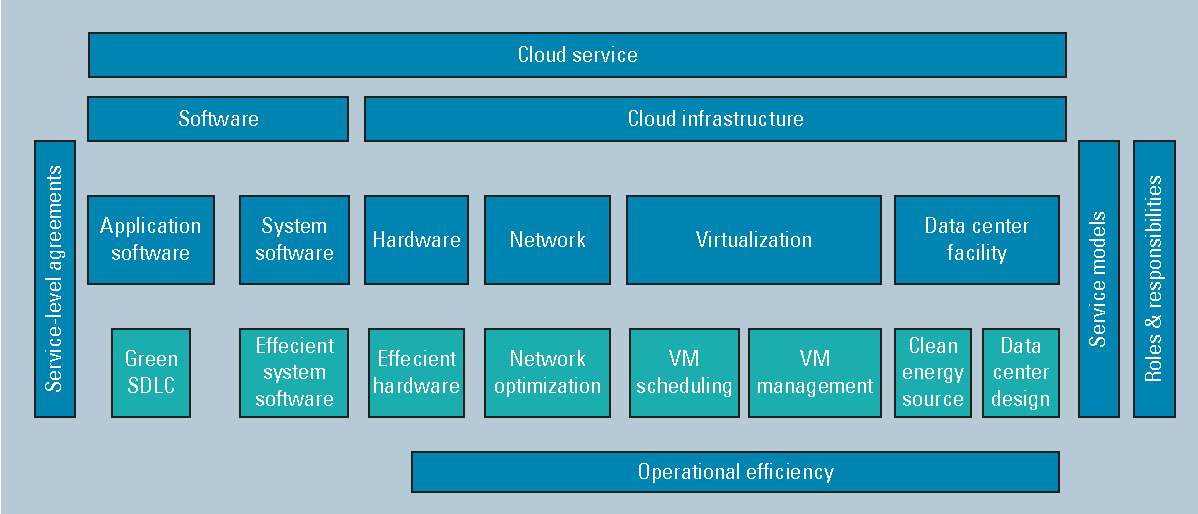 Cloud service
Software
Cloud infrastructure
Service-level agreements
Application
software
System
software
Hardware
Network
Virtualization
Data center
facility
Service models
Roles & responsibilities
Green
SDLC
Effecient
system
software
Effecient
hardware
Network
optimization
VM
scheduling
VM
management
Clean
energy
source
Data
center
design
Operational efficiency